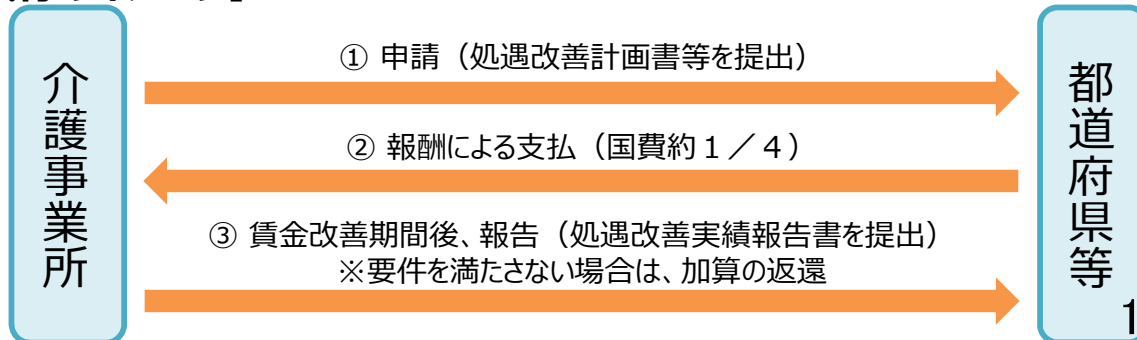 介護事業所
① 申請（処遇改善計画書等を提出）
② 報酬による支払（国費約１／４）
③ 賃金改善期間後、報告（処遇改善実績報告書を提出）
※要件を満たさない場合は、加算の返還
都道府県等
1